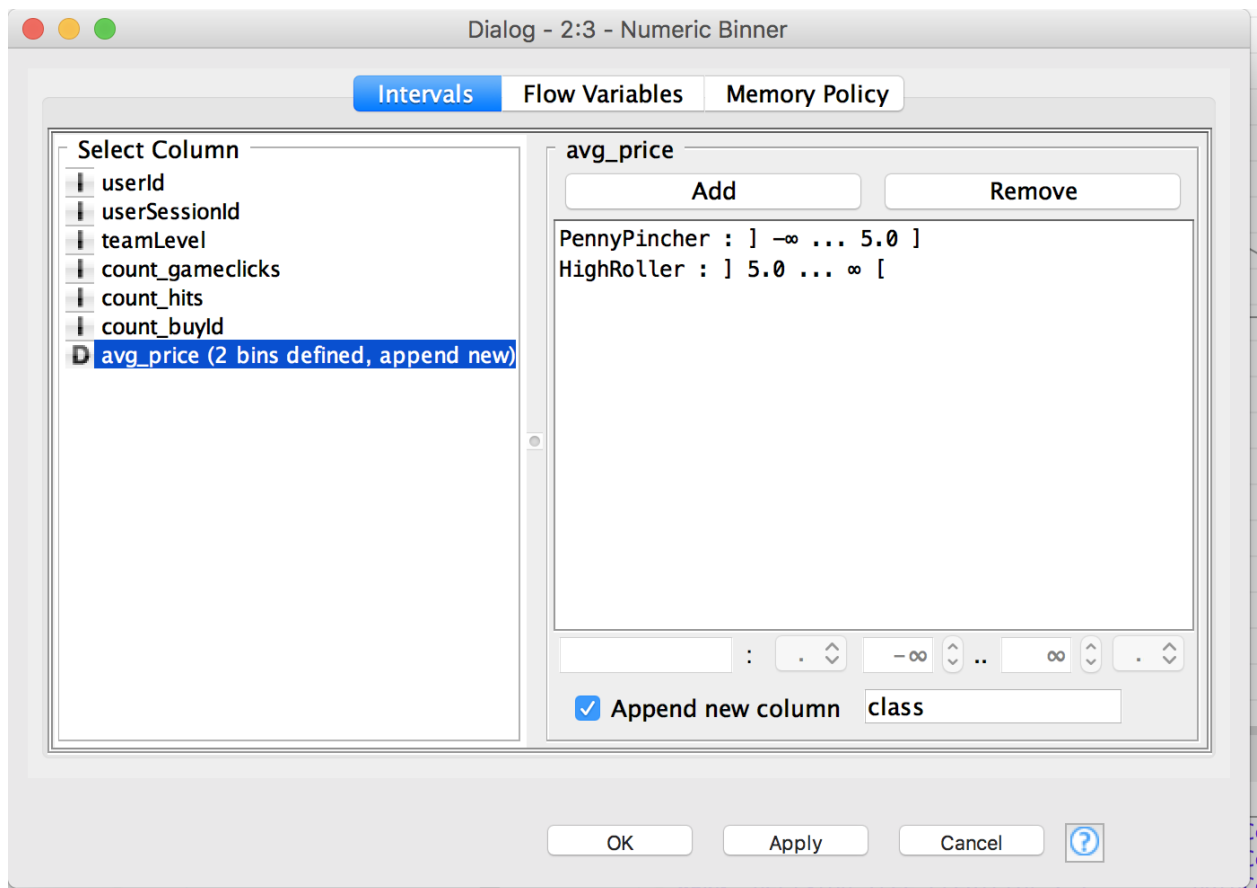 Dialog - 2:3 - Numeric Binner
Intervals Flow Variables Memory Policy
Select Column
I userId
I userSessionId
I teamLevel
I count_gameclicks
I count_hits
I count_buyId
D avg_price (2 bins defined, append new)
avg_price
Add Remove
PennyPincher : ] -∞ ... 5.0 ]
HighRoller : ] 5.0 ... ∞ [
: . -∞ .. ∞ .
Append new column class
OK Apply Cancel ?